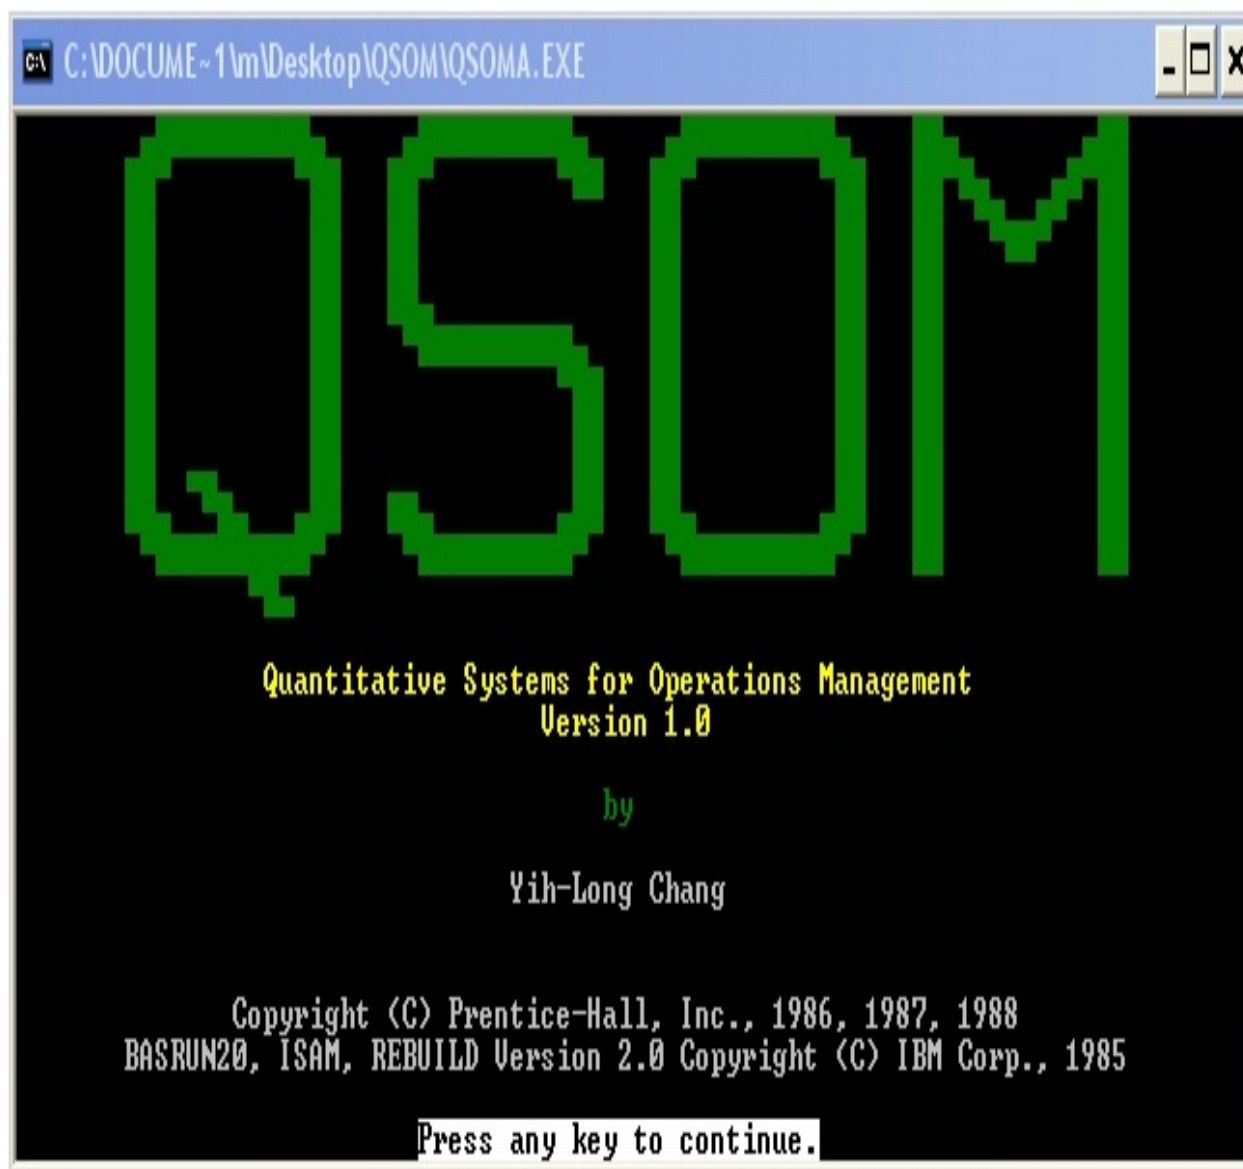 C:\DOCUME~1\m\Desktop\QSOM\QSOMA.EXE
QSOM
Quantitative Systems for Operations Management
Version 1.0
by
Yih-Long Chang
Copyright (C) Prentice-Hall, Inc., 1986, 1987, 1988
BASRUN20, ISAM, REBUILD Version 2.0 Copyright (C) IBM Corp., 1985
Press any key to continue.